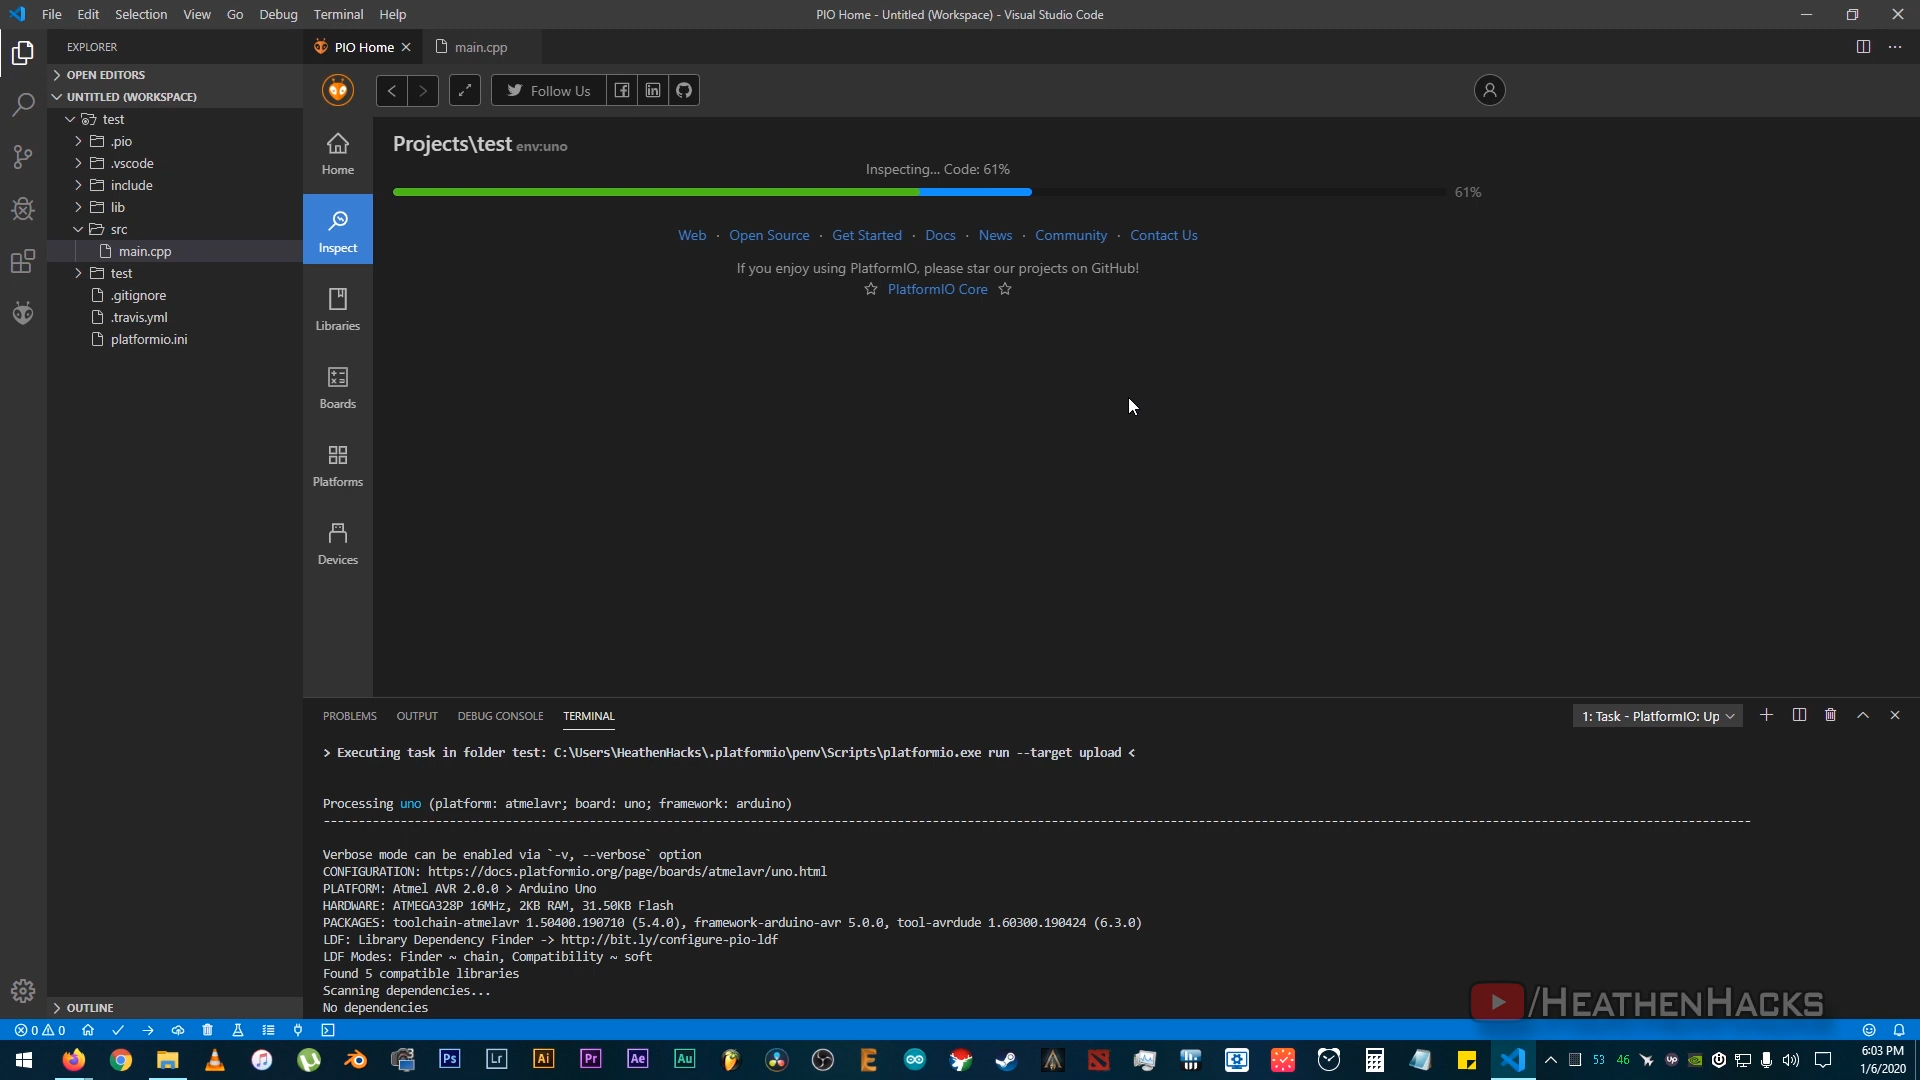 File Edit Selection View Go Debug Terminal Help
PIO Home - Untitled (Workspace) - Visual Studio Code
EXPLORER
OPEN EDITORS
UNTITLED (WORKSPACE)
test
.pio
.vscode
include
lib
src
main.cpp
test
.gitignore
.travis.yml
platformio.ini
OUTLINE
PIO Home
main.cpp
Follow Us
Home
Inspect
Libraries
Boards
Platforms
Devices
Projects\test env:uno
Inspecting... Code: 61%
61%
Web · Open Source · Get Started · Docs · News · Community · Contact Us
If you enjoy using PlatformIO, please star our projects on GitHub!
PlatformIO Core
PROBLEMS OUTPUT DEBUG CONSOLE TERMINAL
1: Task - PlatformIO: Up
> Executing task in folder test: C:\Users\HeathenHacks\.platformio\penv\Scripts\platformio.exe run --target upload <
Processing uno (platform: atmelavr; board: uno; framework: arduino)
Verbose mode can be enabled via `-v, --verbose` option
CONFIGURATION: https://docs.platformio.org/page/boards/atmelavr/uno.html
PLATFORM: Atmel AVR 2.0.0 > Arduino Uno
HARDWARE: ATMEGA328P 16MHz, 2KB RAM, 31.50KB Flash
PACKAGES: toolchain-atmelavr 1.50400.190710 (5.4.0), framework-arduino-avr 5.0.0, tool-avrdude 1.60300.190424 (6.3.0)
LDF: Library Dependency Finder -> http://bit.ly/configure-pio-ldf
LDF Modes: Finder ~ chain, Compatibility ~ soft
Found 5 compatible libraries
Scanning dependencies...
No dependencies
/HEATHENHACKS
0 0
Ps Lr Ai Pr Ae Au
53 46
6:03 PM
1/6/2020